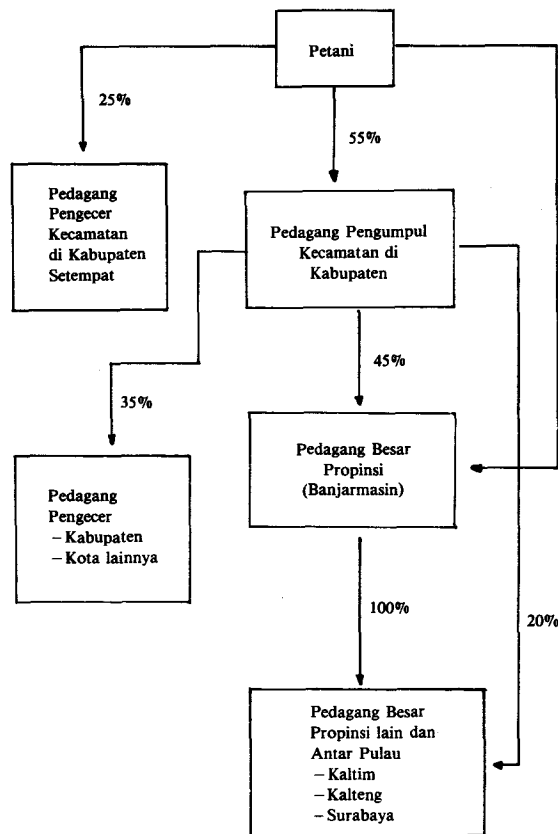 Petani
25%
55%
Pedagang
Pengecer
Kecamatan
di Kabupaten
Setempat
Pedagang Pengumpul
Kecamatan di
Kabupaten
35%
45%
Pedagang Besar
Propinsi
(Banjarmasin)
Pedagang
Pengecer
–Kabupaten
–Kota lainnya
100%
20%
Pedagang Besar
Propinsi lain dan
Antar Pulau
–Kaltim
–Kalteng
–Surabaya